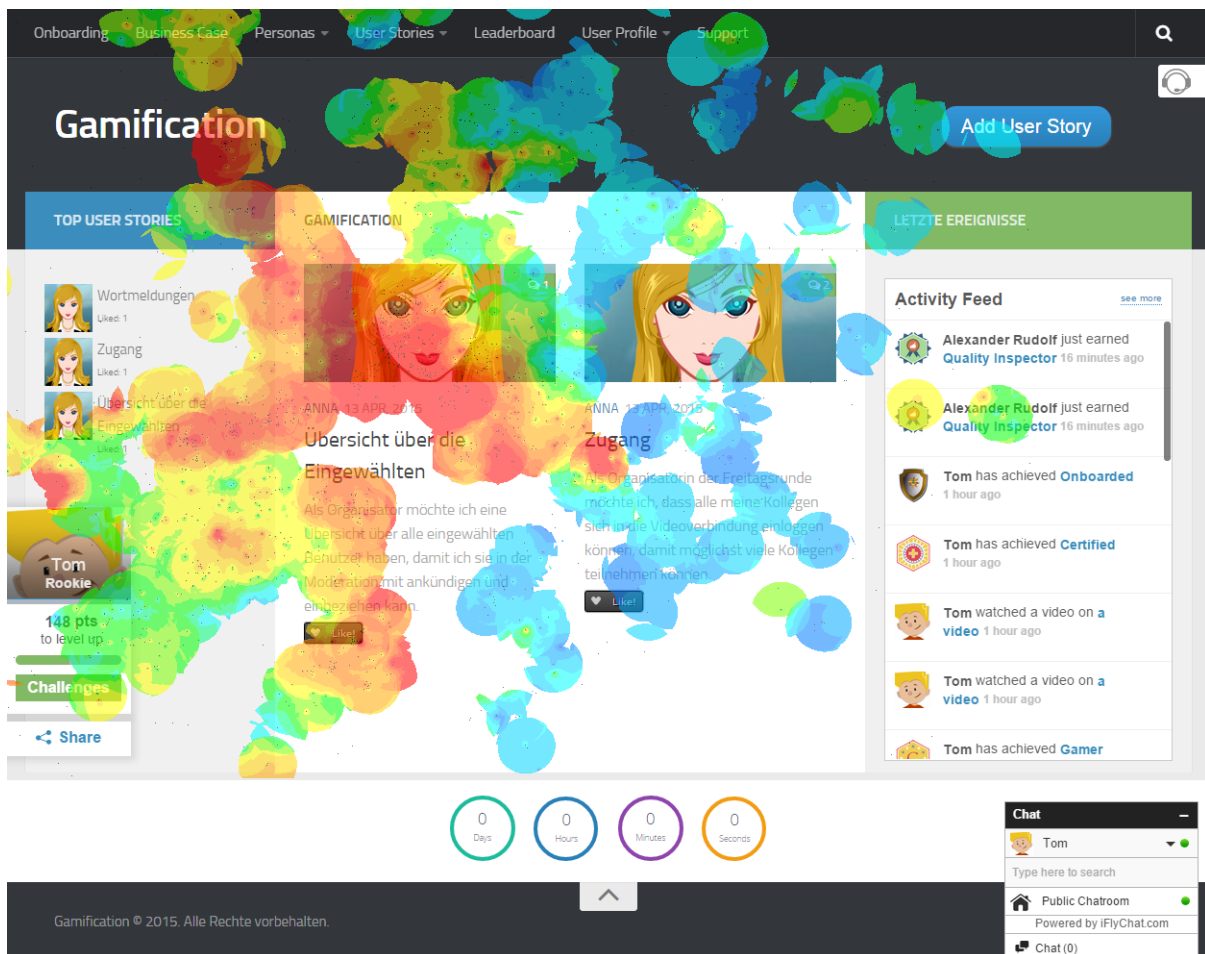 Onboarding Business Case Personas User Stories Leaderboard User Profile Support
Gamification
Add User Story
TOP USER STORIES
Wortmeldungen
Liked: 1
Zugang
Liked: 1
Übersicht über die
Eingewählten
Liked: 1
Tom
Rookie
148 pts
to level up
Challenges
Share
GAMIFICATION
1
ANNA 13 APR, 2015
Übersicht über die
Eingewählten
Als Organisator möchte ich eine
Übersicht über alle eingewählten
Benutzer haben, damit ich sie in der
Moderation mit ankündigen und
einbeziehen kann.
Like!
2
ANNA 13 APR, 2015
Zugang
Als Organisatorin der Freitagsrunde
möchte ich, dass alle meine Kollegen
sich in die Videoverbindung einloggen
können, damit möglichst viele Kollegen
teilnehmen können
Like!
LETZTE EREIGNISSE
Activity Feed see more
Alexander Rudolf just earned
Quality Inspector 16 minutes ago
Alexander Rudolf just earned
Quality Inspector 16 minutes ago
Tom has achieved Onboarded
1 hour ago
Tom has achieved Certified
1 hour ago
Tom watched a video on a
video 1 hour ago
Tom watched a video on a
video 1 hour ago
Tom has achieved Gamer
0 0 0 0
Days Hours Minutes Seconds
Gamification © 2015. Alle Rechte vorbehalten.
Chat
Tom
Type here to search
Public Chatroom
Powered by iFlyChat.com
Chat (0)